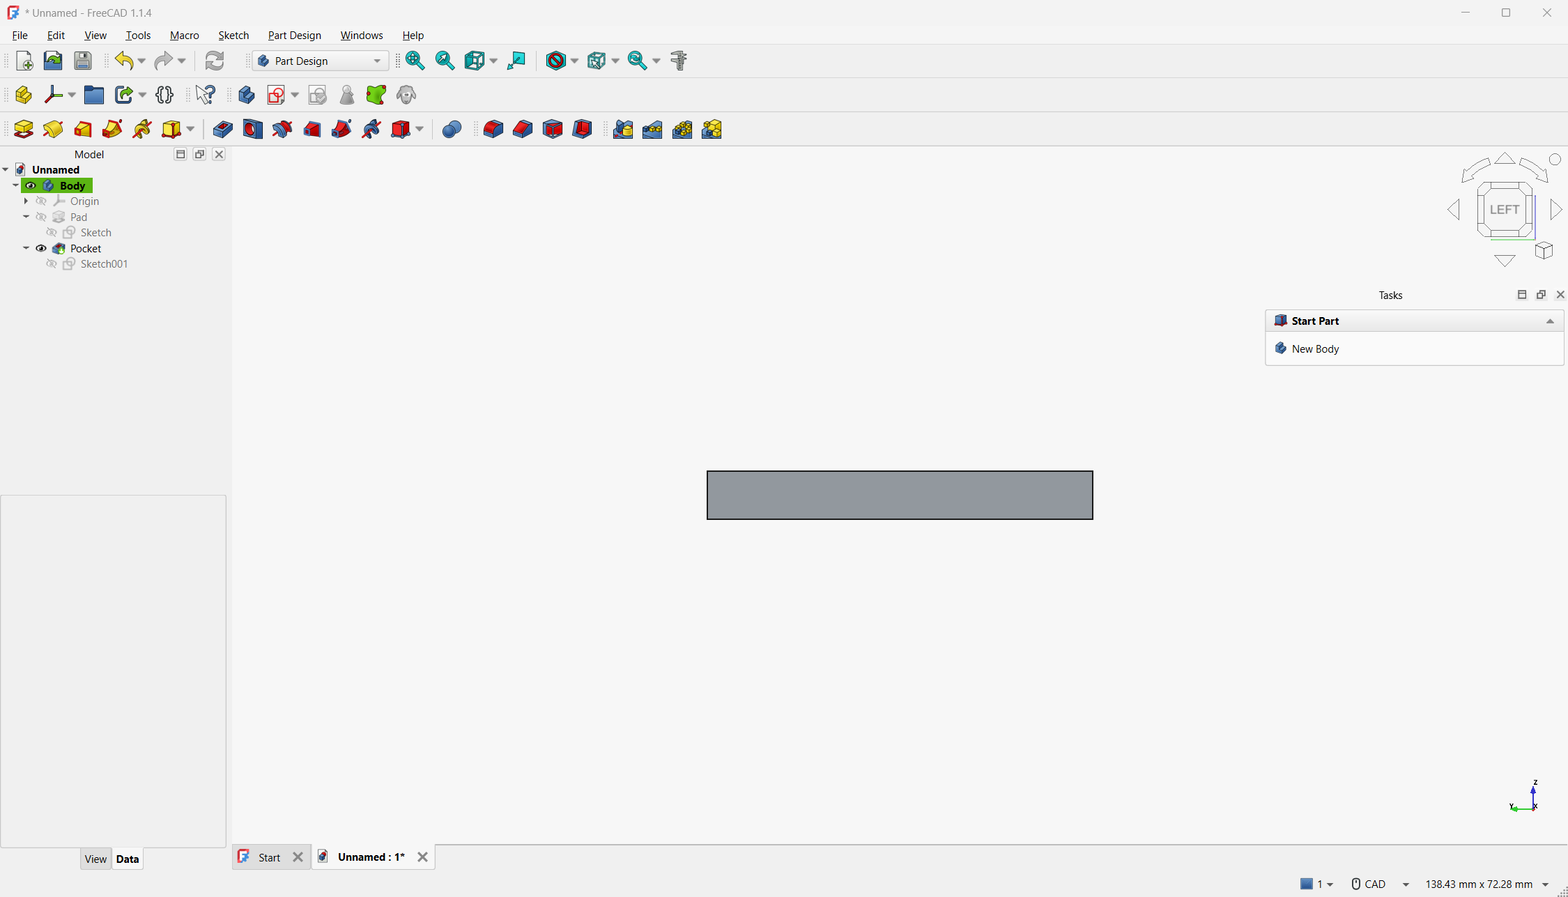 * Unnamed - FreeCAD 1.1.4
File Edit View Tools Macro Sketch Part Design Windows Help
Part Design
Model
Unnamed
Body
Origin
Pad
Sketch
Pocket
Sketch001
LEFT
Tasks
Start Part
New Body
Z
Y
X
View Data
Start
Unnamed : 1*
1
CAD
138.43 mm x 72.28 mm